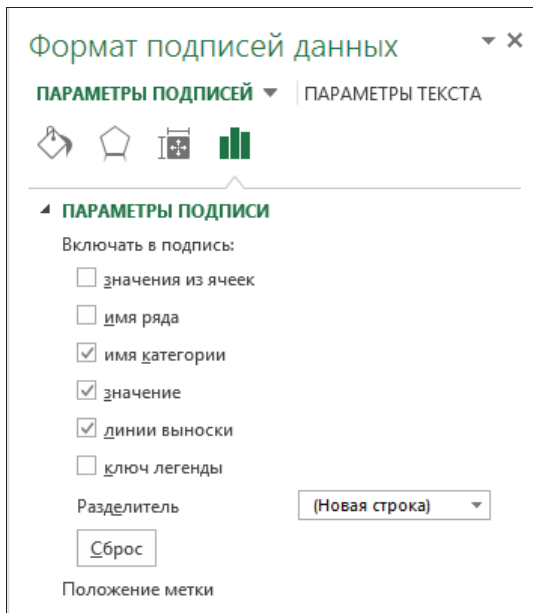 Формат подписей данных
ПАРАМЕТРЫ ПОДПИСЕЙ ПАРАМЕТРЫ ТЕКСТА
ПАРАМЕТРЫ ПОДПИСИ
Включать в подпись:
значения из ячеек
имя ряда
имя категории
значение
линии выноски
ключ легенды
Разделитель (Новая строка)
Сброс
Положение метки